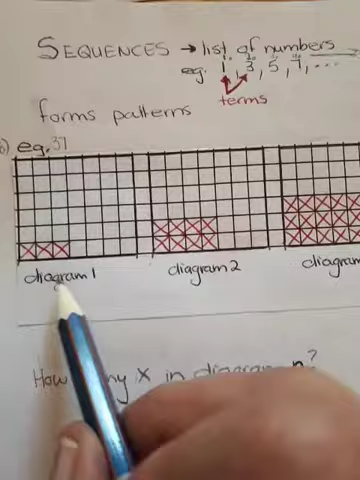 SEQUENCES → list of numbers
eg. 1, 3, 5, 7, ...
terms
forms patterns
eg.
diagram 1
diagram 2
diagram
How X in n?